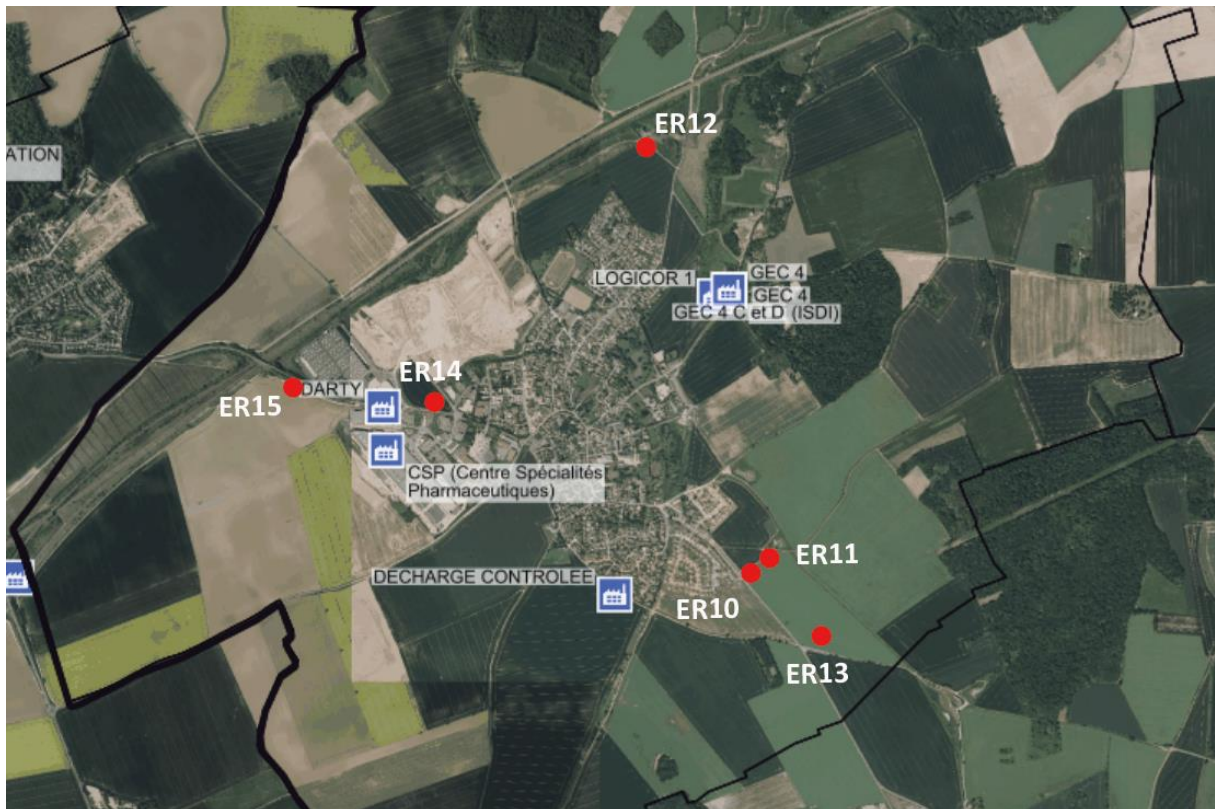 ER12
ATION
LOGICOR 1
GEC 4
GEC 4
GEC 4 C et D (ISDI)
ER14
DARTY
ER15
CSP (Centre Spécialités
Pharmaceutiques)
ER11
DECHARGE CONTROLEE
ER10
ER13